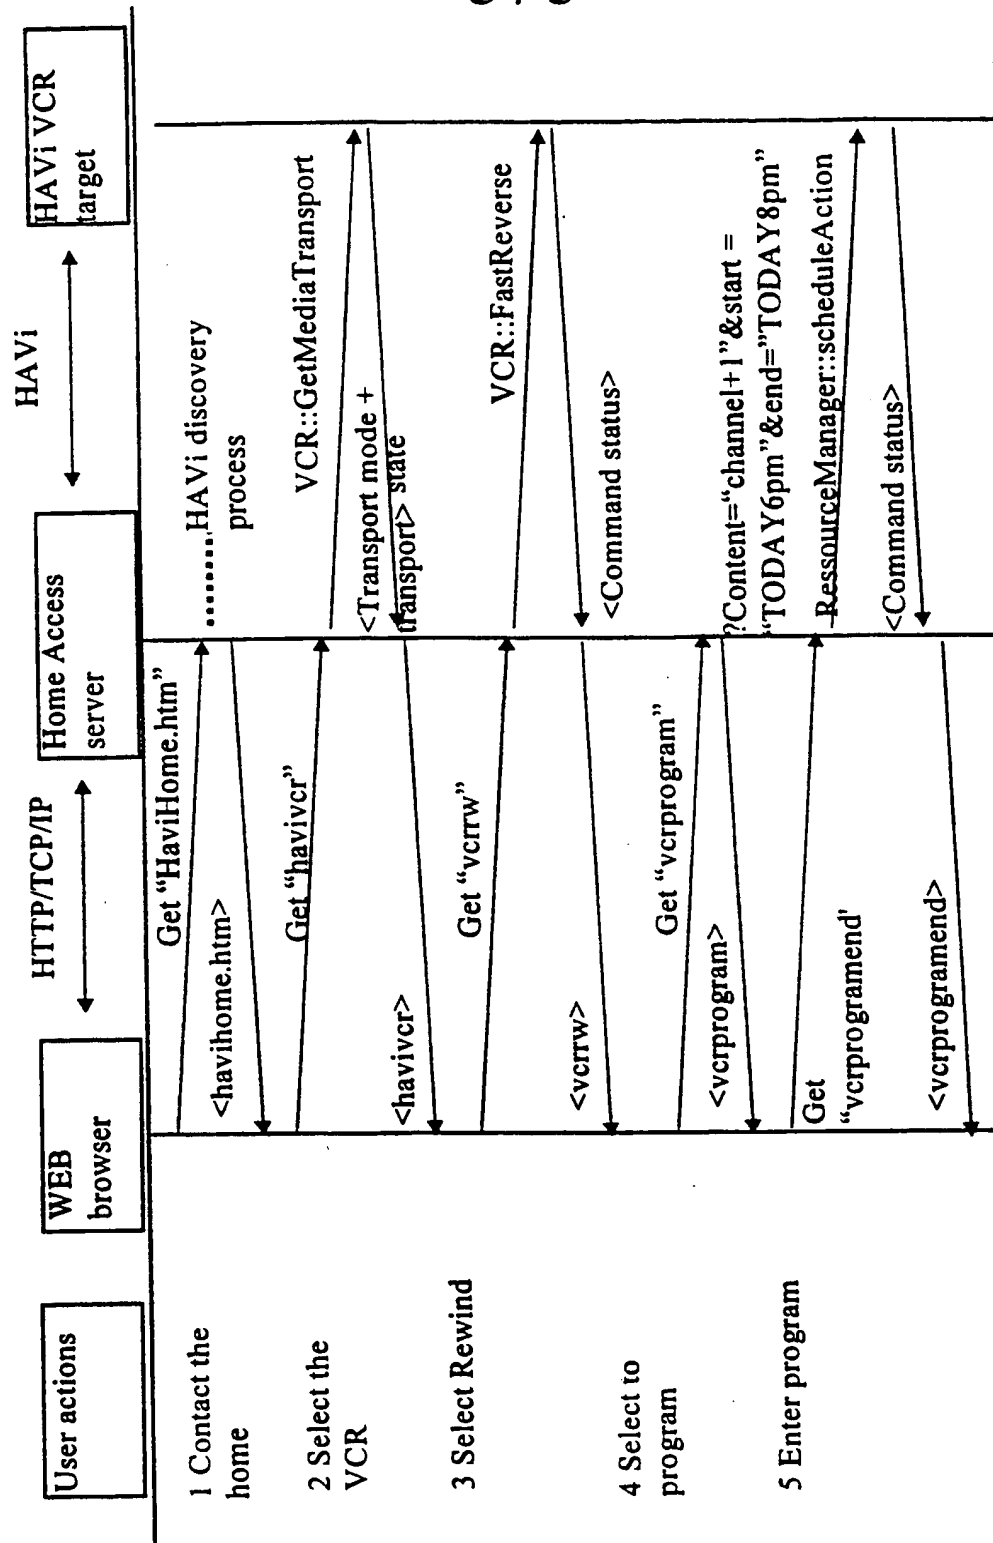 HTTP/TCP/IP
HAVi
User actions
WEB
browser
Home Access
server
HAVi VCR
target
1 Contact the
home
Get “HaviHome.htm”
<havihome.htm>
HAVi discovery
process
2 Select the
VCR
Get “havivcr”
VCR::GetMediaTransport
<Transport mode +
transport> state
<havivcr>
3 Select Rewind
Get “vcrrw”
VCR::FastReverse
<Command status>
<vcrrw>
4 Select to
program
Get “vcrprogram”
<vcrprogram>
5 Enter program
Get
“vcrprogramend'
?Content=“channel+1”&start =
“TODAY6pm”&end=”TODAY8pm”
RessourceManager::scheduleAction
<Command status>
<vcrprogramend>